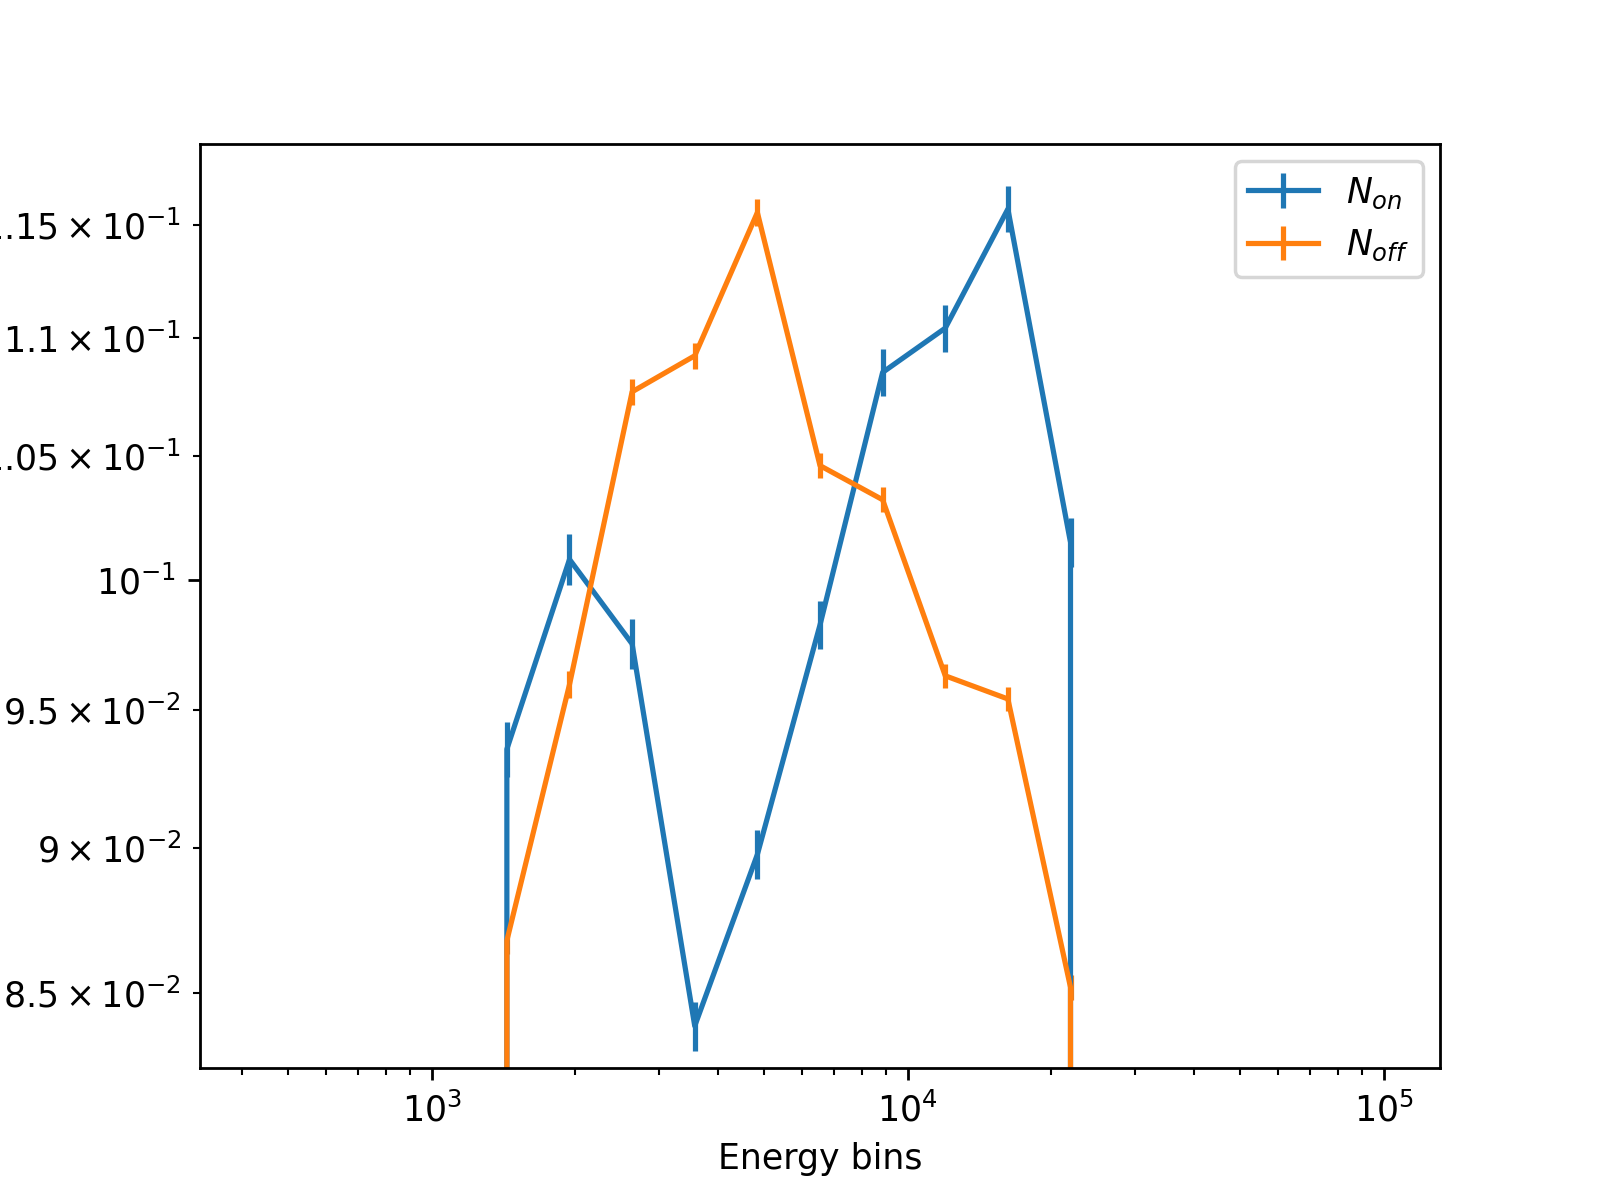 .15 × 10⁻¹
1.1 × 10⁻¹
.05 × 10⁻¹
10⁻¹
9.5 × 10⁻²
9 × 10⁻²
8.5 × 10⁻²
N_on
N_off
10³ 10⁴ 10⁵
Energy bins